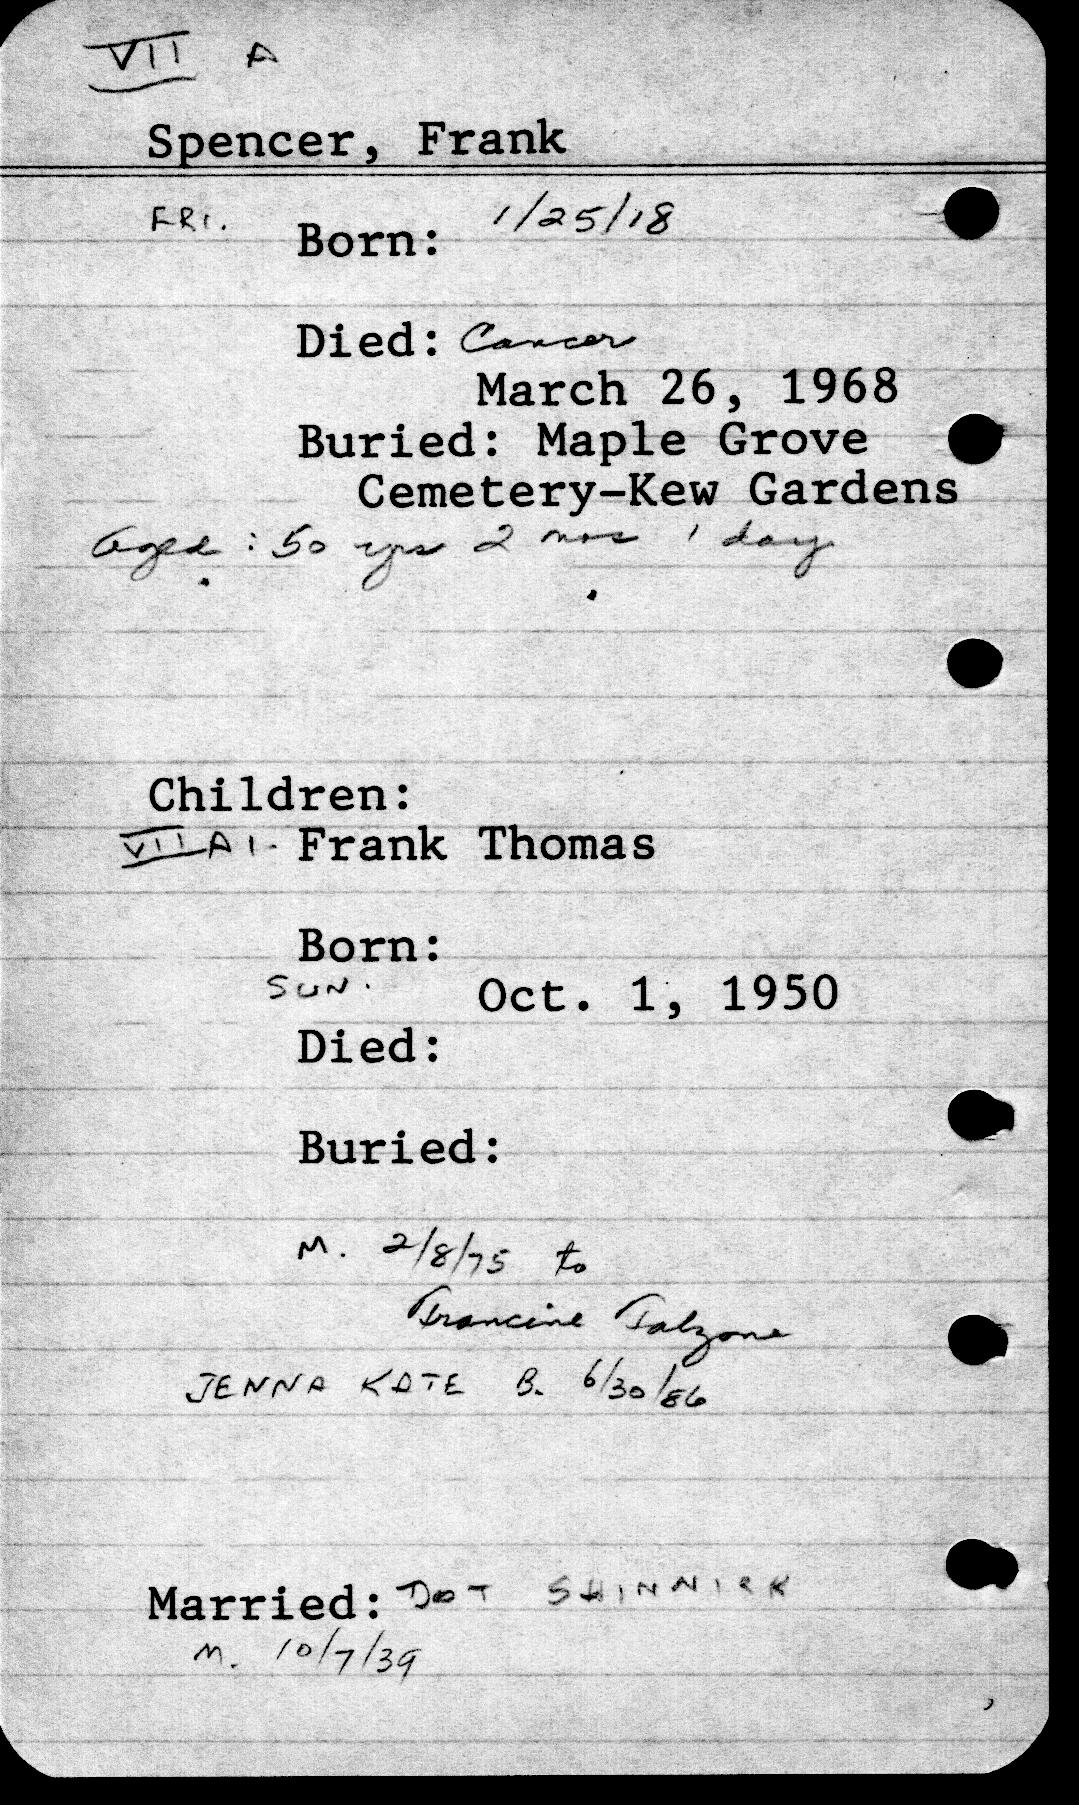 VII A
Spencer, Frank
FRI. Born: 1/25/18
Died: Cancer
March 26, 1968
Buried: Maple Grove
Cemetery-Kew Gardens
Aged: 50 yrs 2 mos 1 day
Children:
VII A 1. Frank Thomas
Born:
SUN. Oct. 1, 1950
Died:
Buried:
M. 2/8/75 to
Francine Falzone
JENNA KATE B. 6/30/86
Married: DOT SHINNICK
M. 10/7/39